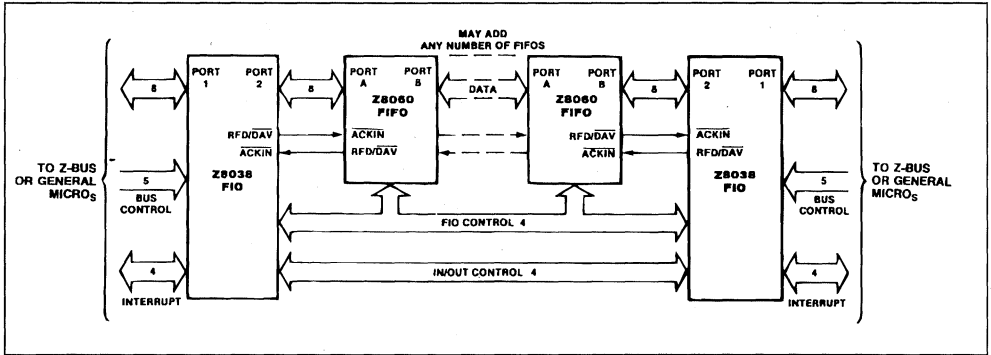 MAY ADD
ANY NUMBER OF FIFOS
PORT
1
PORT
2
8
8
RFD/DAV
ACKIN
Z8038
FIO
TO Z-BUS
OR GENERAL
MICROS
5
BUS
CONTROL
4
INTERRUPT
PORT
A
PORT
B
Z8060
FIFO
ACKIN
RFD/DAV
DATA
PORT
A
PORT
B
Z8060
FIFO
RFD/DAV
ACKIN
8
FIO CONTROL 4
IN/OUT CONTROL 4
PORT
2
PORT
1
ACKIN
RFD/DAV
Z8038
FIO
8
5
BUS
CONTROL
4
INTERRUPT
TO Z-BUS
OR GENERAL
MICROS